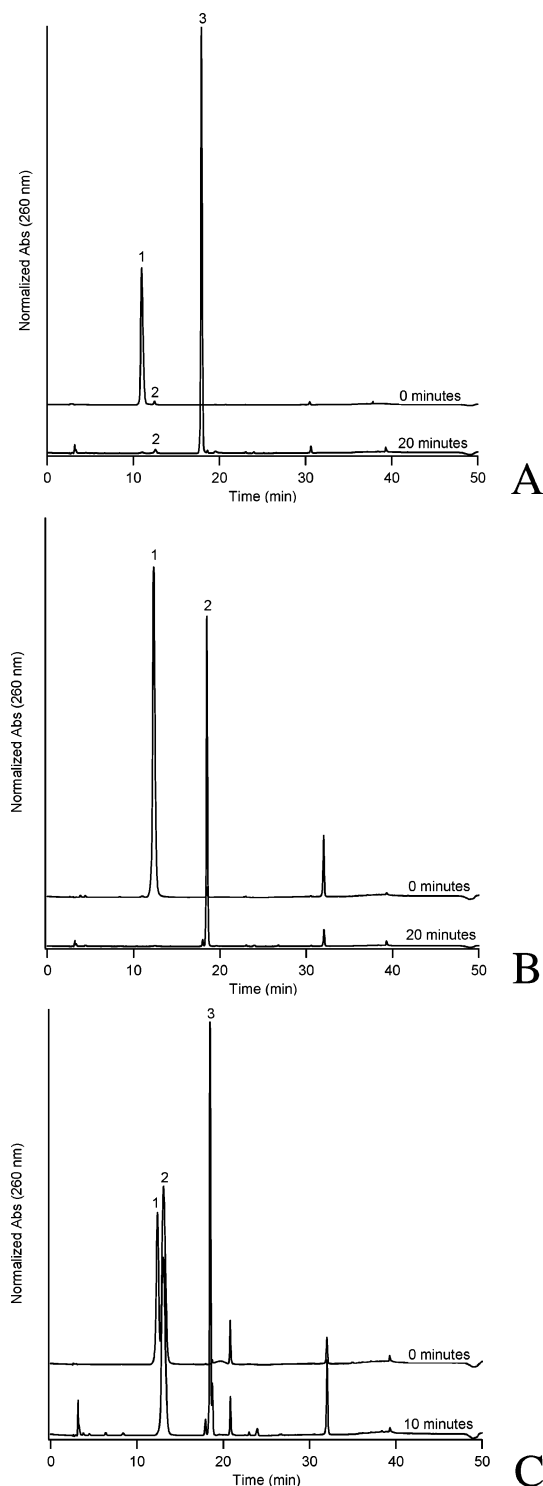 3
1
2
0 minutes
2
20 minutes
Normalized Abs (260 nm)
0 10 20 30 40 50
Time (min)
A
1
2
0 minutes
20 minutes
Normalized Abs (260 nm)
0 10 20 30 40 50
Time (min)
B
3
2
1
0 minutes
10 minutes
Normalized Abs (260 nm)
0 10 20 30 40 50
Time (min)
C